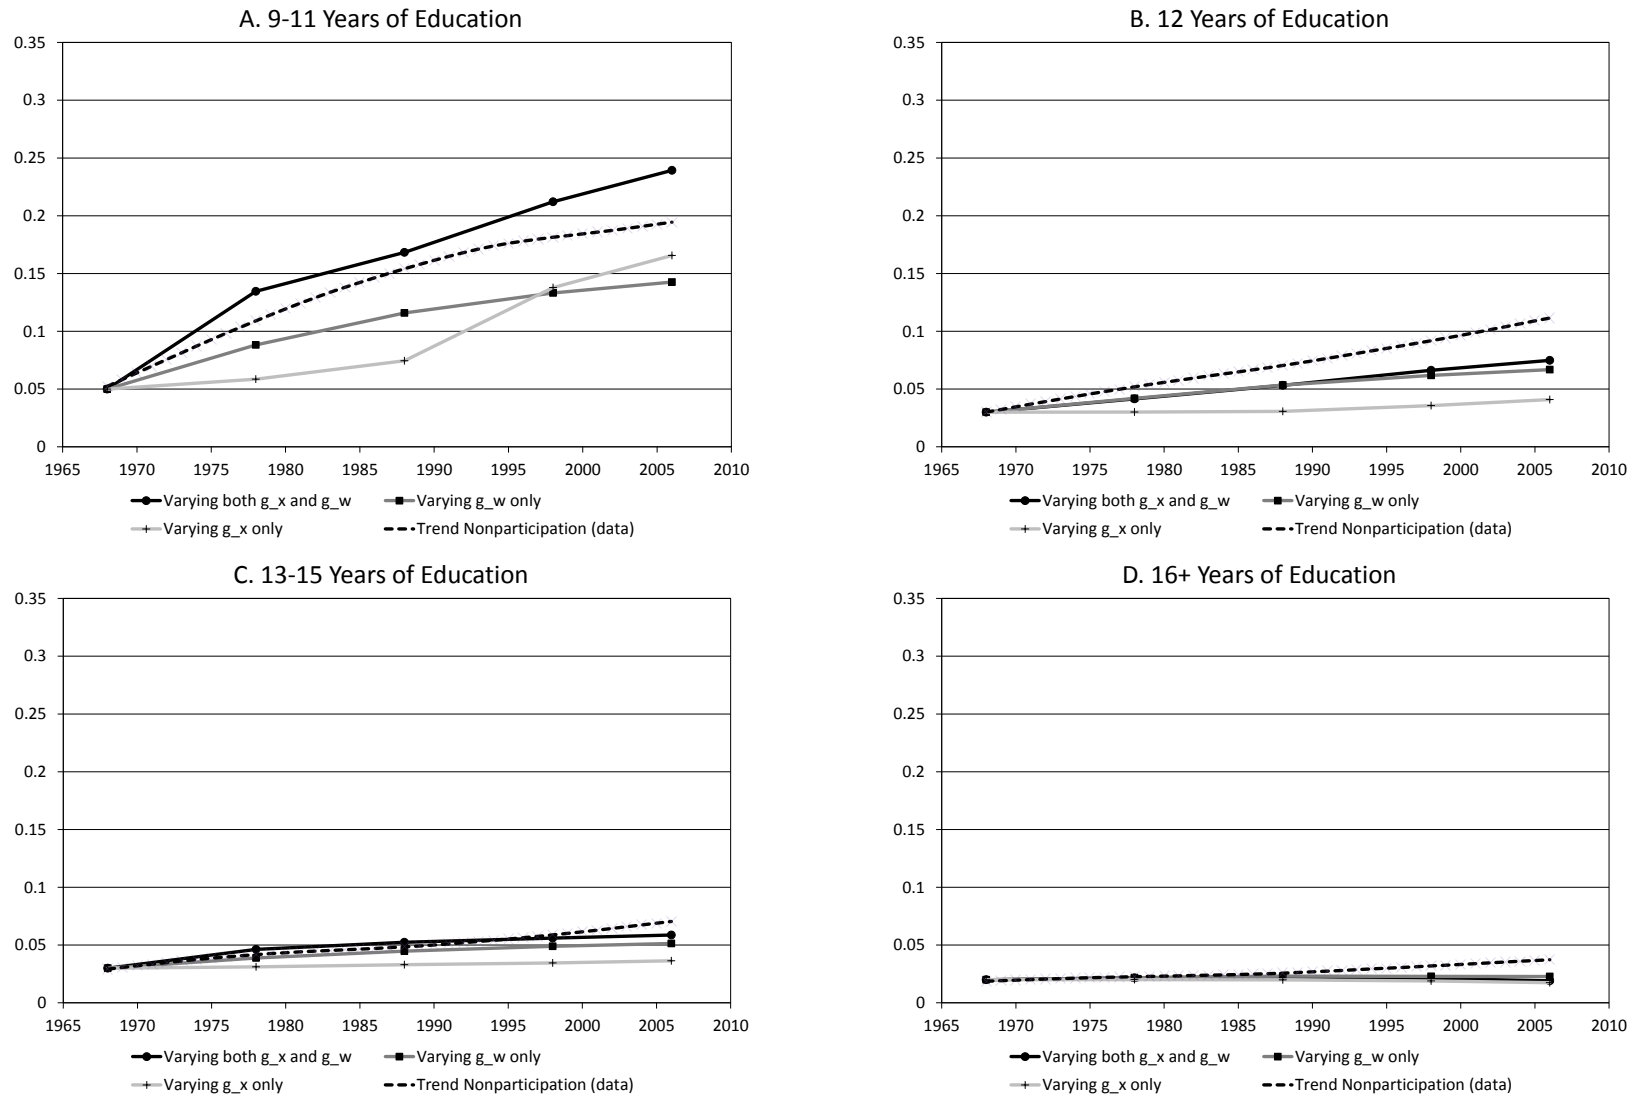 A. 9-11 Years of Education
0.35
0.3
0.25
0.2
0.15
0.1
0.05
0
1965 1970 1975 1980 1985 1990 1995 2000 2005 2010
Varying both g_x and g_w Varying g_w only
Varying g_x only Trend Nonparticipation (data)
B. 12 Years of Education
0.35
0.3
0.25
0.2
0.15
0.1
0.05
0
1965 1970 1975 1980 1985 1990 1995 2000 2005 2010
Varying both g_x and g_w Varying g_w only
Varying g_x only Trend Nonparticipation (data)
C. 13-15 Years of Education
0.35
0.3
0.25
0.2
0.15
0.1
0.05
0
1965 1970 1975 1980 1985 1990 1995 2000 2005 2010
Varying both g_x and g_w Varying g_w only
Varying g_x only Trend Nonparticipation (data)
D. 16+ Years of Education
0.35
0.3
0.25
0.2
0.15
0.1
0.05
0
1965 1970 1975 1980 1985 1990 1995 2000 2005 2010
Varying both g_x and g_w Varying g_w only
Varying g_x only Trend Nonparticipation (data)